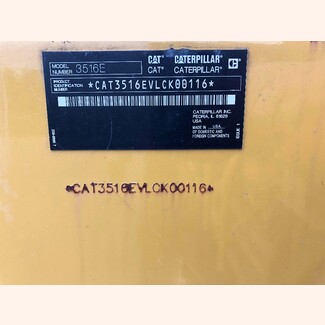 MODEL NUMBER 3516E
CAT® CATERPILLAR®
CAT® CATERPILLAR®
PRODUCT IDENTIFICATION NUMBER
*CAT3516EVLCK00116*
CATERPILLAR INC.
PEORIA, IL 61629
USA
MADE IN U.S.A.
OF DOMESTIC AND
FOREIGN COMPONENTS
*CAT3516EVLCK00116*